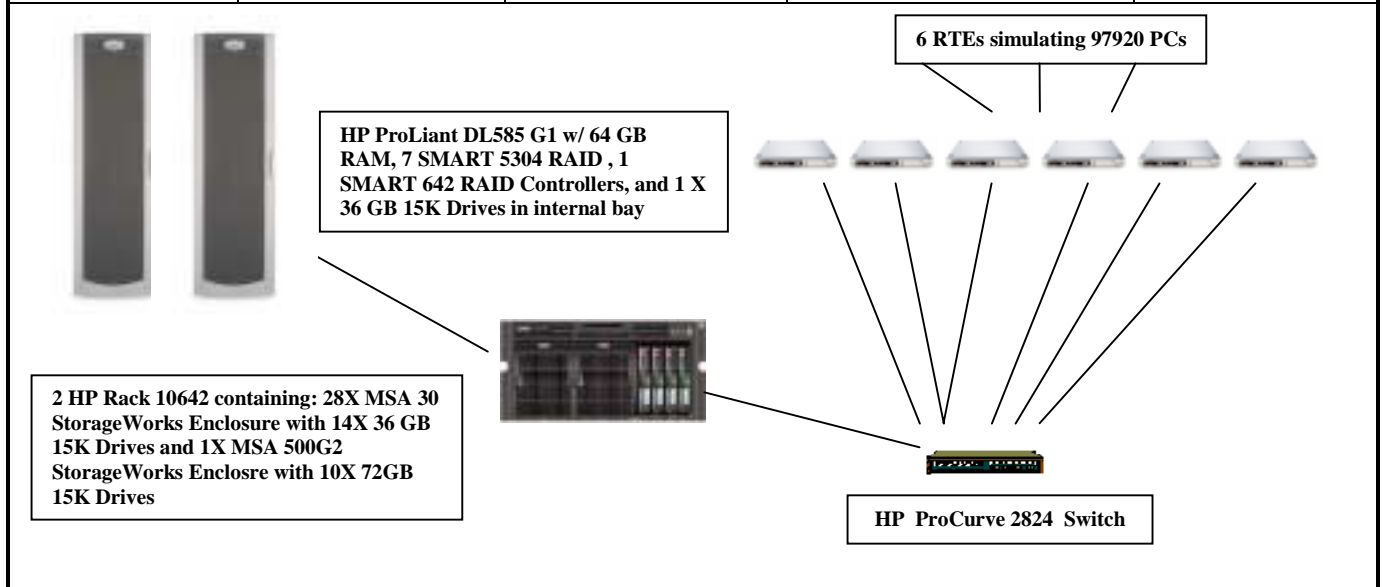 6 RTEs simulating 97920 PCs
HP ProLiant DL585 G1 w/ 64 GB
RAM, 7 SMART 5304 RAID , 1
SMART 642 RAID Controllers, and 1 X
36 GB 15K Drives in internal bay
2 HP Rack 10642 containing: 28X MSA 30
StorageWorks Enclosure with 14X 36 GB
15K Drives and 1X MSA 500G2
StorageWorks Enclosre with 10X 72GB
15K Drives
HP ProCurve 2824 Switch